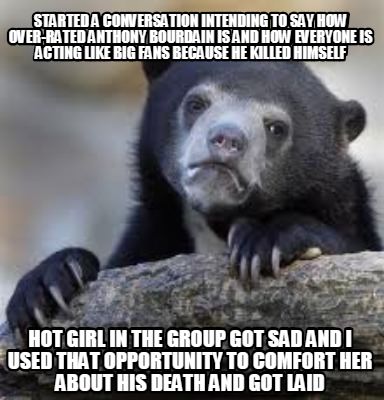 STARTED A CONVERSATION INTENDING TO SAY HOW
OVER-RATED ANTHONY BOURDAIN IS AND HOW EVERYONE IS
ACTING LIKE BIG FANS BECAUSE HE KILLED HIMSELF
HOT GIRL IN THE GROUP GOT SAD AND I
USED THAT OPPORTUNITY TO COMFORT HER
ABOUT HIS DEATH AND GOT LAID